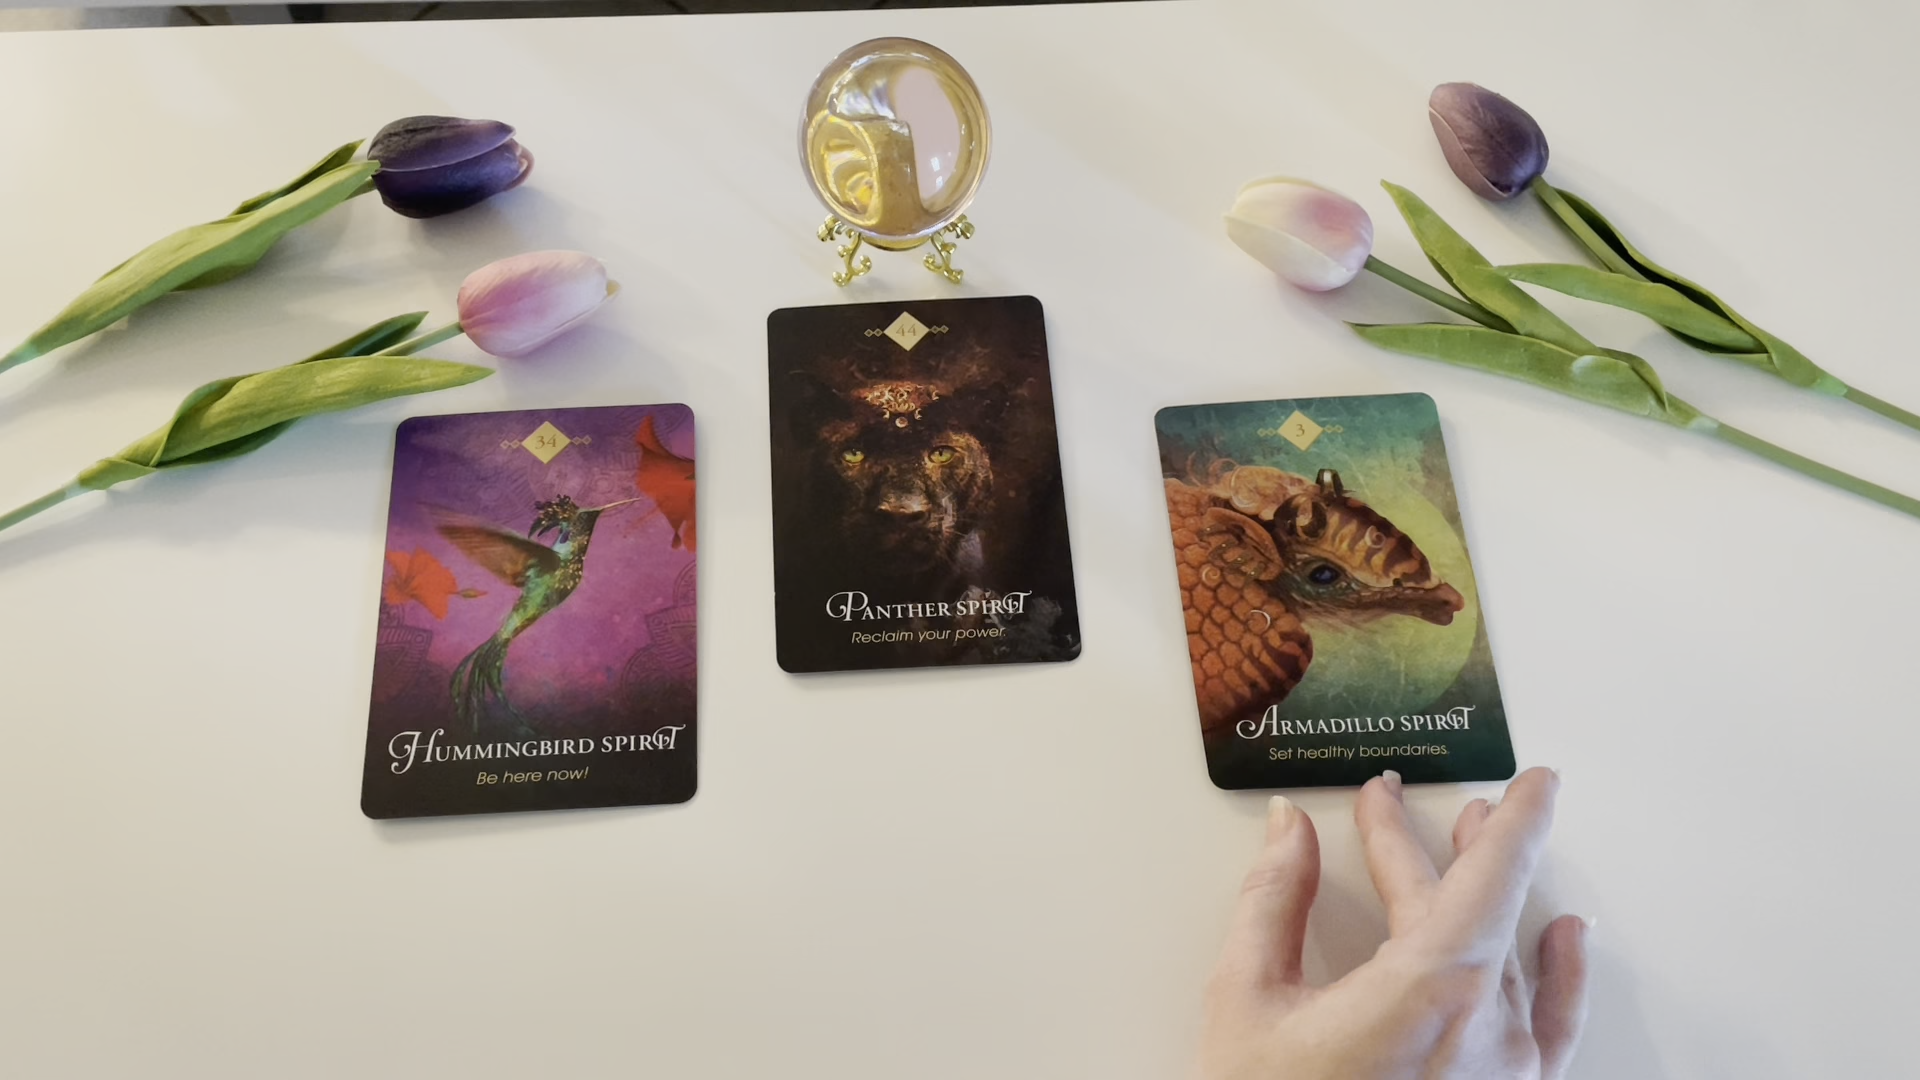 34
HUMMINGBIRD SPIRIT
Be here now!
44
PANTHER SPIRIT
Reclaim your power.
3
ARMADILLO SPIRIT
Set healthy boundaries.